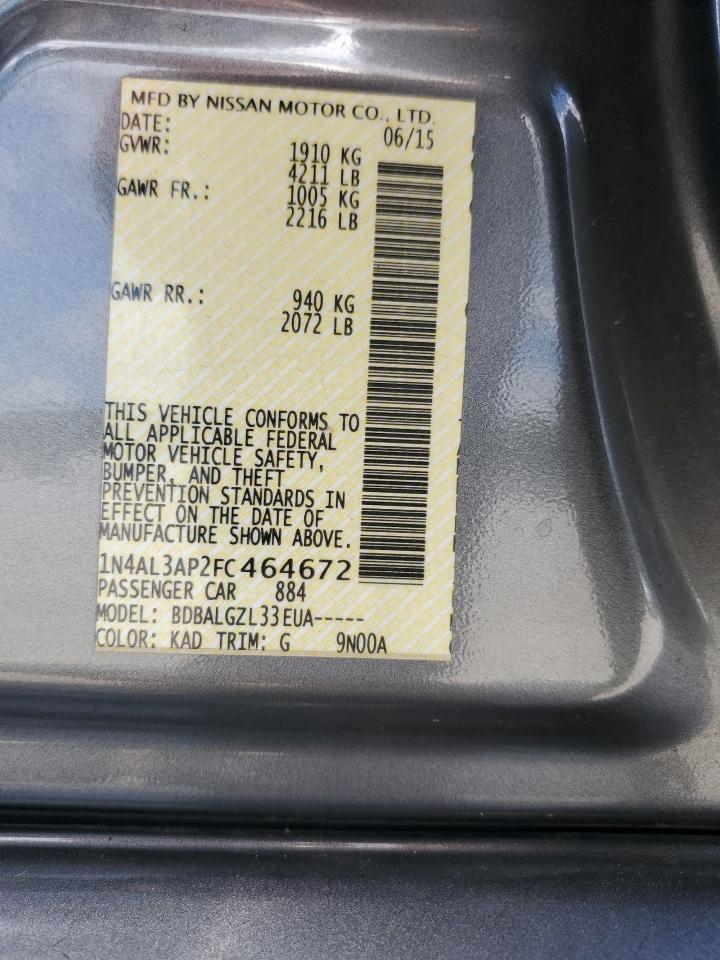 MFD BY NISSAN MOTOR CO., LTD.
DATE: 06/15
GVWR: 1910 KG
4211 LB
GAWR FR.: 1005 KG
2216 LB
GAWR RR.: 940 KG
2072 LB
THIS VEHICLE CONFORMS TO
ALL APPLICABLE FEDERAL
MOTOR VEHICLE SAFETY,
BUMPER, AND THEFT
PREVENTION STANDARDS IN
EFFECT ON THE DATE OF
MANUFACTURE SHOWN ABOVE.
1N4AL3AP2FC464672
PASSENGER CAR 884
MODEL: BDBALGZL33EUA-----
COLOR: KAD TRIM: G 9N00A